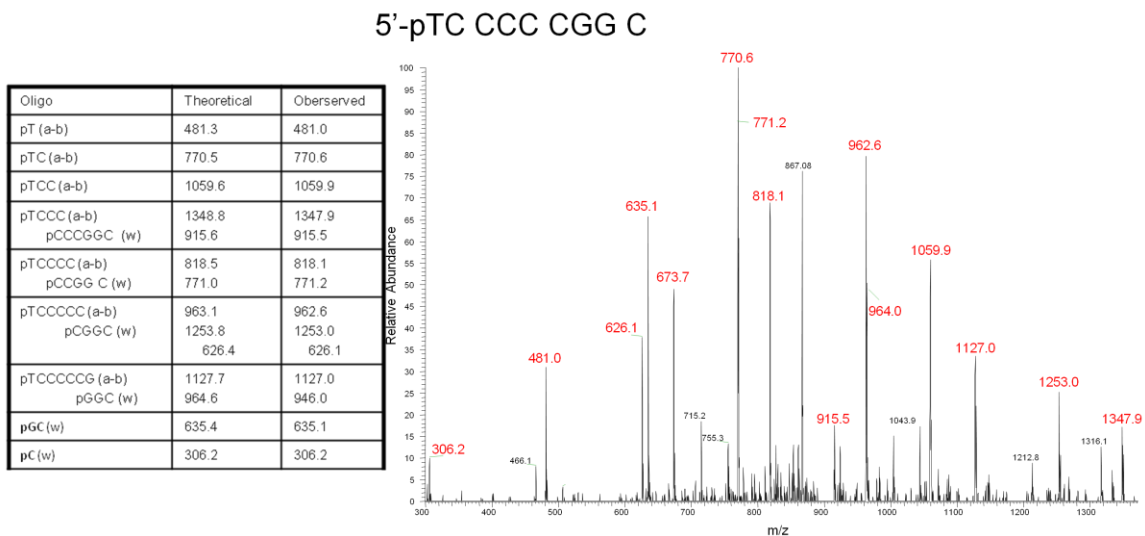 5'-pTC CCC CGG C
Oligo Theoretical Oberserved
pT (a-b) 481.3 481.0
pTC (a-b) 770.5 770.6
pTCC (a-b) 1059.6 1059.9
pTCCC (a-b) 1348.8 1347.9
pCCCGGC (w) 915.6 915.5
pTCCCC (a-b) 818.5 818.1
pCCGG C (w) 771.0 771.2
pTCCCCC (a-b) 963.1 962.6
pCGGC (w) 1253.8 1253.0
626.4 626.1
pTCCCCCG (a-b) 1127.7 1127.0
pGGC (w) 964.6 946.0
pGC (w) 635.4 635.1
pC (w) 306.2 306.2
Relative Abundance
100
95
90
85
80
75
70
65
60
55
50
45
40
35
30
25
20
15
10
5
0
770.6
771.2
962.6
867.08
818.1
635.1
1059.9
673.7
964.0
626.1
1127.0
481.0
1253.0
715.2
915.5
1043.9
1347.9
755.3
1316.1
306.2
466.1
1212.8
300 400 500 600 700 800 900 1000 1100 1200 1300
m/z